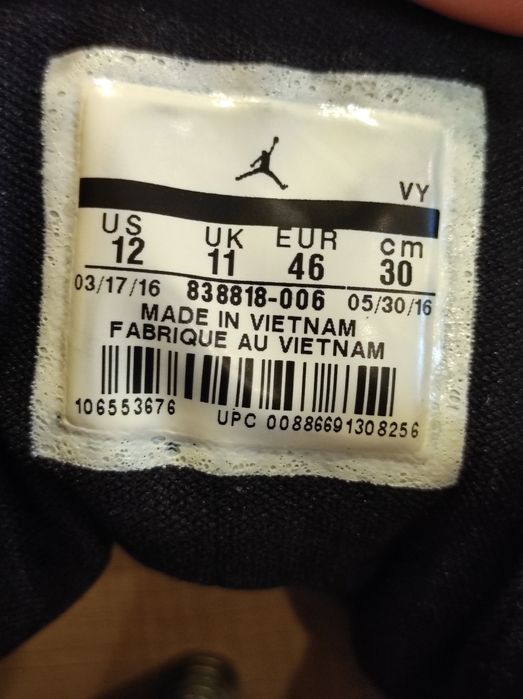 VY
US UK EUR cm
12 11 46 30
03/17/16 838818-006 05/30/16
MADE IN VIETNAM
FABRIQUE AU VIETNAM
106553676 UPC 00886691308256